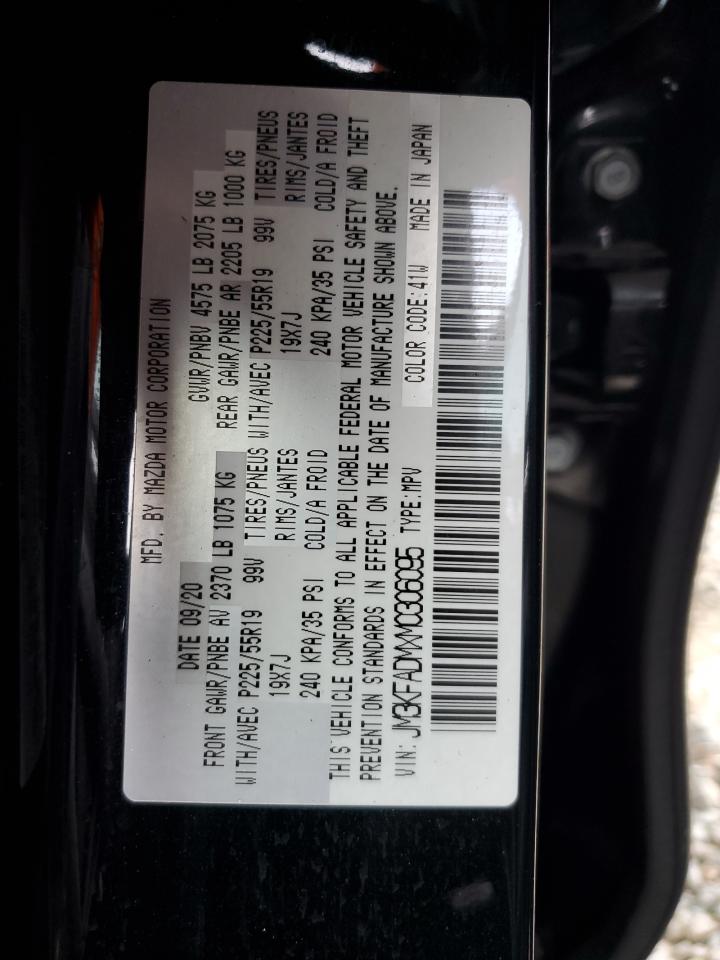 MFD. BY MAZDA MOTOR CORPORATION
DATE 09/20 GVWR/PNBV 4575 LB 2075 KG
FRONT GAWR/PNBE AV 2370 LB 1075 KG REAR GAWR/PNBE AR 2205 LB 1000 KG
WITH/AVEC P225/55R19 99V TIRES/PNEUS WITH/AVEC P225/55R19 99V TIRES/PNEUS
19X7J RIMS/JANTES 19X7J RIMS/JANTES
240 KPA/35 PSI COLD/A FROID 240 KPA/35 PSI COLD/A FROID
THIS VEHICLE CONFORMS TO ALL APPLICABLE FEDERAL MOTOR VEHICLE SAFETY AND THEFT
PREVENTION STANDARDS IN EFFECT ON THE DATE OF MANUFACTURE SHOWN ABOVE.
VIN: JM3KFADMXM0306095 TYPE:MPV COLOR CODE:41W MADE IN JAPAN